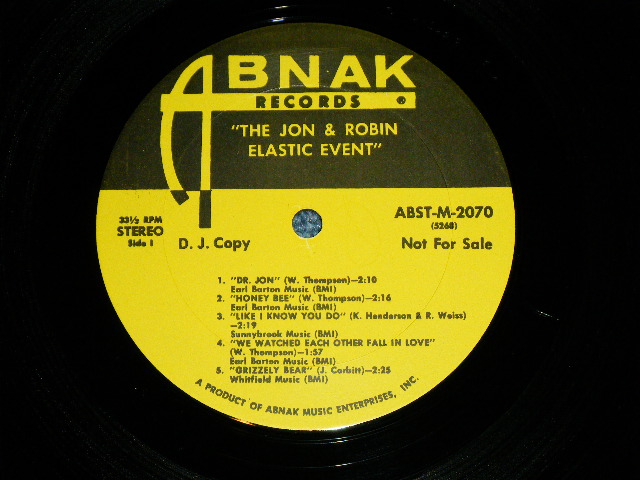 ABNAK
RECORDS ®
"THE JON & ROBIN
ELASTIC EVENT"
33⅓ RPM
STEREO
Side 1
D. J. Copy
ABST-M-2070
(5268)
Not For Sale
1. "DR. JON" (W. Thompson)—2:10
Earl Barton Music (BMI)
2. "HONEY BEE" (W. Thompson)—2:16
Earl Barton Music (BMI)
3. "LIKE I KNOW YOU DO" (K. Henderson & R. Weiss)
—2:19
Sunnybrook Music (BMI)
4. "WE WATCHED EACH OTHER FALL IN LOVE"
(W. Thompson)—1:57
Earl Barton Music (BMI)
5. "GRIZZELY BEAR" (J. Corbitt)—2:25
Whitfield Music (BMI)
A PRODUCT OF ABNAK MUSIC ENTERPRISES, INC.